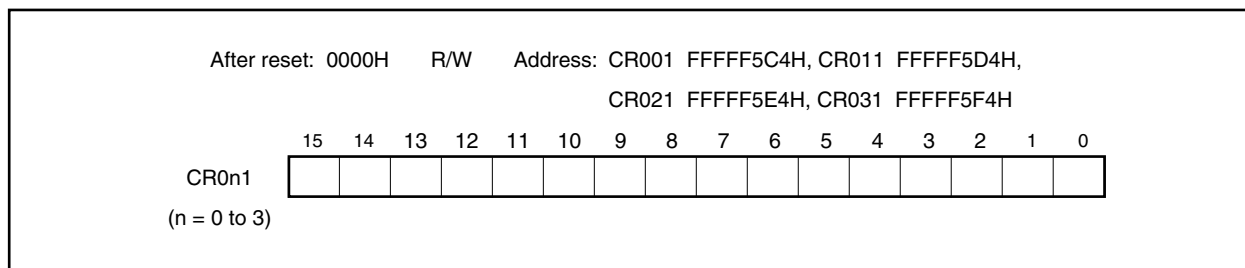 After reset: 0000H R/W Address: CR001 FFFFF5C4H, CR011 FFFFF5D4H,
CR021 FFFFF5E4H, CR031 FFFFF5F4H
15 14 13 12 11 10 9 8 7 6 5 4 3 2 1 0
CR0n1
(n = 0 to 3)